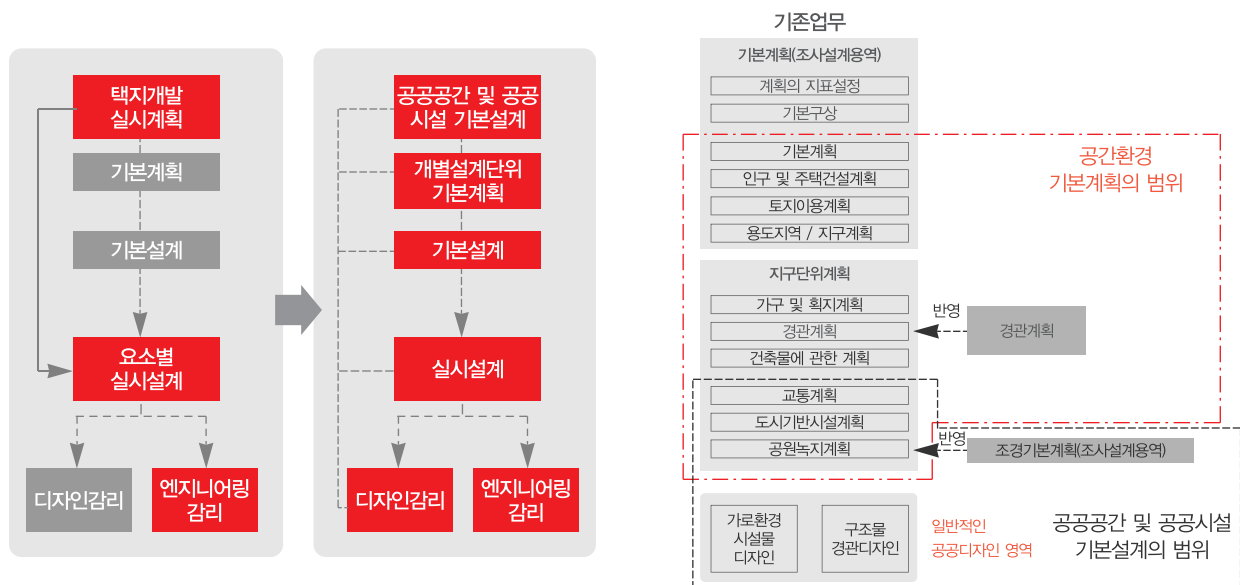 택지개발
실시계획
기본계획
기본설계
요소별
실시설계
디자인감리
엔지니어링
감리
공공공간 및 공공
시설 기본설계
개별설계단위
기본계획
기본설계
실시설계
디자인감리
엔지니어링
감리
기존업무
기본계획(조사설계용역)
계획의 지표설정
기본구상
기본계획
인구 및 주택건설계획
토지이용계획
용도지역 / 지구계획
공간환경
기본계획의 범위
지구단위계획
가구 및 획지계획
경관계획
건축물에 관한 계획
교통계획
도시기반시설계획
공원녹지계획
반영
경관계획
반영
조경기본계획(조사설계용역)
가로환경
시설물
디자인
구조물
경관디자인
일반적인
공공디자인 영역
공공공간 및 공공시설
기본설계의 범위